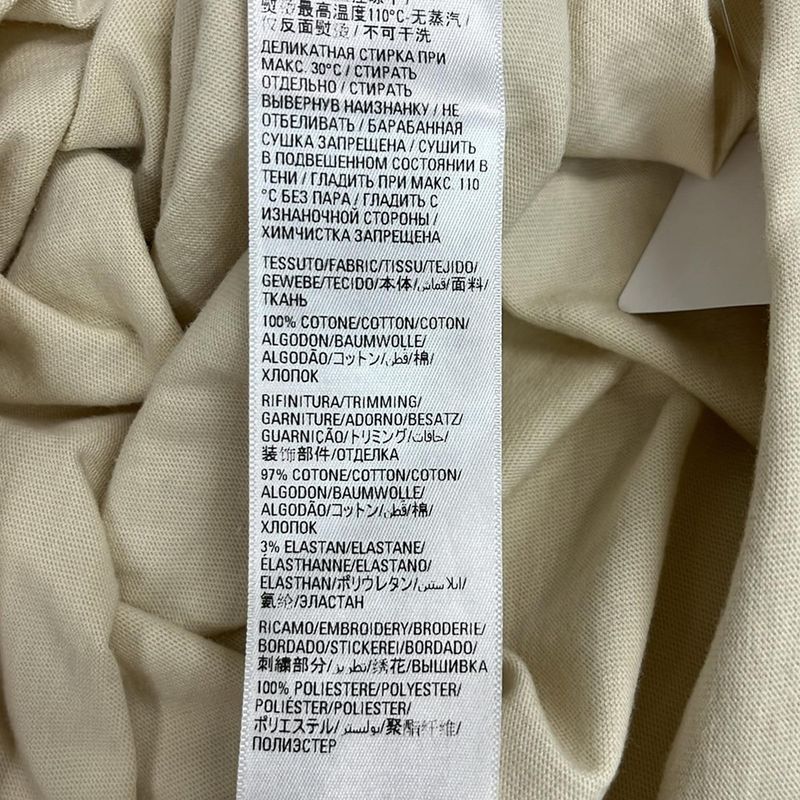 熨烫最高温度110°C-无蒸汽/
仅反面熨烫/不可干洗
ДЕЛИКАТНАЯ СТИРКА ПРИ
МАКС. 30°C / СТИРАТЬ
ОТДЕЛЬНО / СТИРАТЬ
ВЫВЕРНУВ НАИЗНАНКУ / НЕ
ОТБЕЛИВАТЬ / БАРАБАННАЯ
СУШКА ЗАПРЕЩЕНА / СУШИТЬ
В ПОДВЕШЕННОМ СОСТОЯНИИ В
ТЕНИ / ГЛАДИТЬ ПРИ МАКС. 110
°C БЕЗ ПАРА / ГЛАДИТЬ С
ИЗНАНОЧНОЙ СТОРОНЫ /
ХИМЧИСТКА ЗАПРЕЩЕНА
TESSUTO/FABRIC/TISSU/TEJIDO/
GEWEBE/TECIDO/本体/قماش/面料/
ТКАНЬ
100% COTONE/COTTON/COTON/
ALGODON/BAUMWOLLE/
ALGODÃO/コットン/قطن/棉/
ХЛОПОК
RIFINITURA/TRIMMING/
GARNITURE/ADORNO/BESATZ/
GUARNIÇÃO/トリミング/حافات/
装饰部件/ОТДЕЛКА
97% COTONE/COTTON/COTON/
ALGODON/BAUMWOLLE/
ALGODÃO/コットン/قطن/棉/
ХЛОПОК
3% ELASTAN/ELASTANE/
ÉLASTHANNE/ELASTANO/
ELASTHAN/ポリウレタン/ايلاستين/
氨纶/ЭЛАСТАН
RICAMO/EMBROIDERY/BRODERIE/
BORDADO/STICKEREI/BORDADO/
刺繍部分/تطريز/绣花/ВЫШИВКА
100% POLIESTERE/POLYESTER/
POLIÉSTER/POLIESTER/
ポリエステル/بوليستر/聚酯纤维/
ПОЛИЭСТЕР